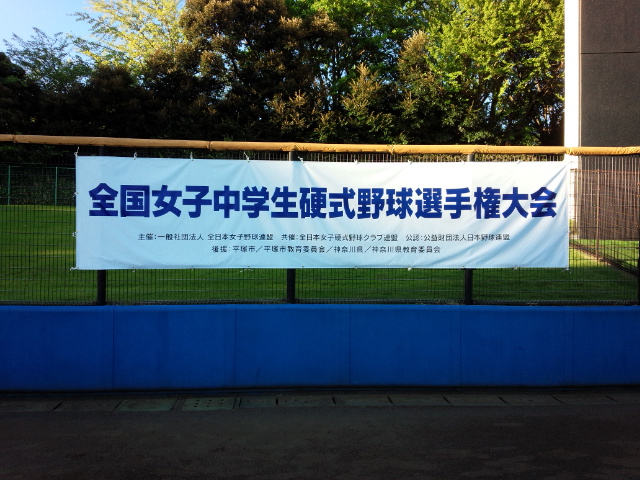 全国女子中学生硬式野球選手権大会
主催:一般社団法人 全日本女子野球連盟 共催:全日本女子硬式野球クラブ連盟 公認:公益財団法人日本野球連盟
後援:平塚市／平塚市教育委員会／神奈川県／神奈川県教育委員会